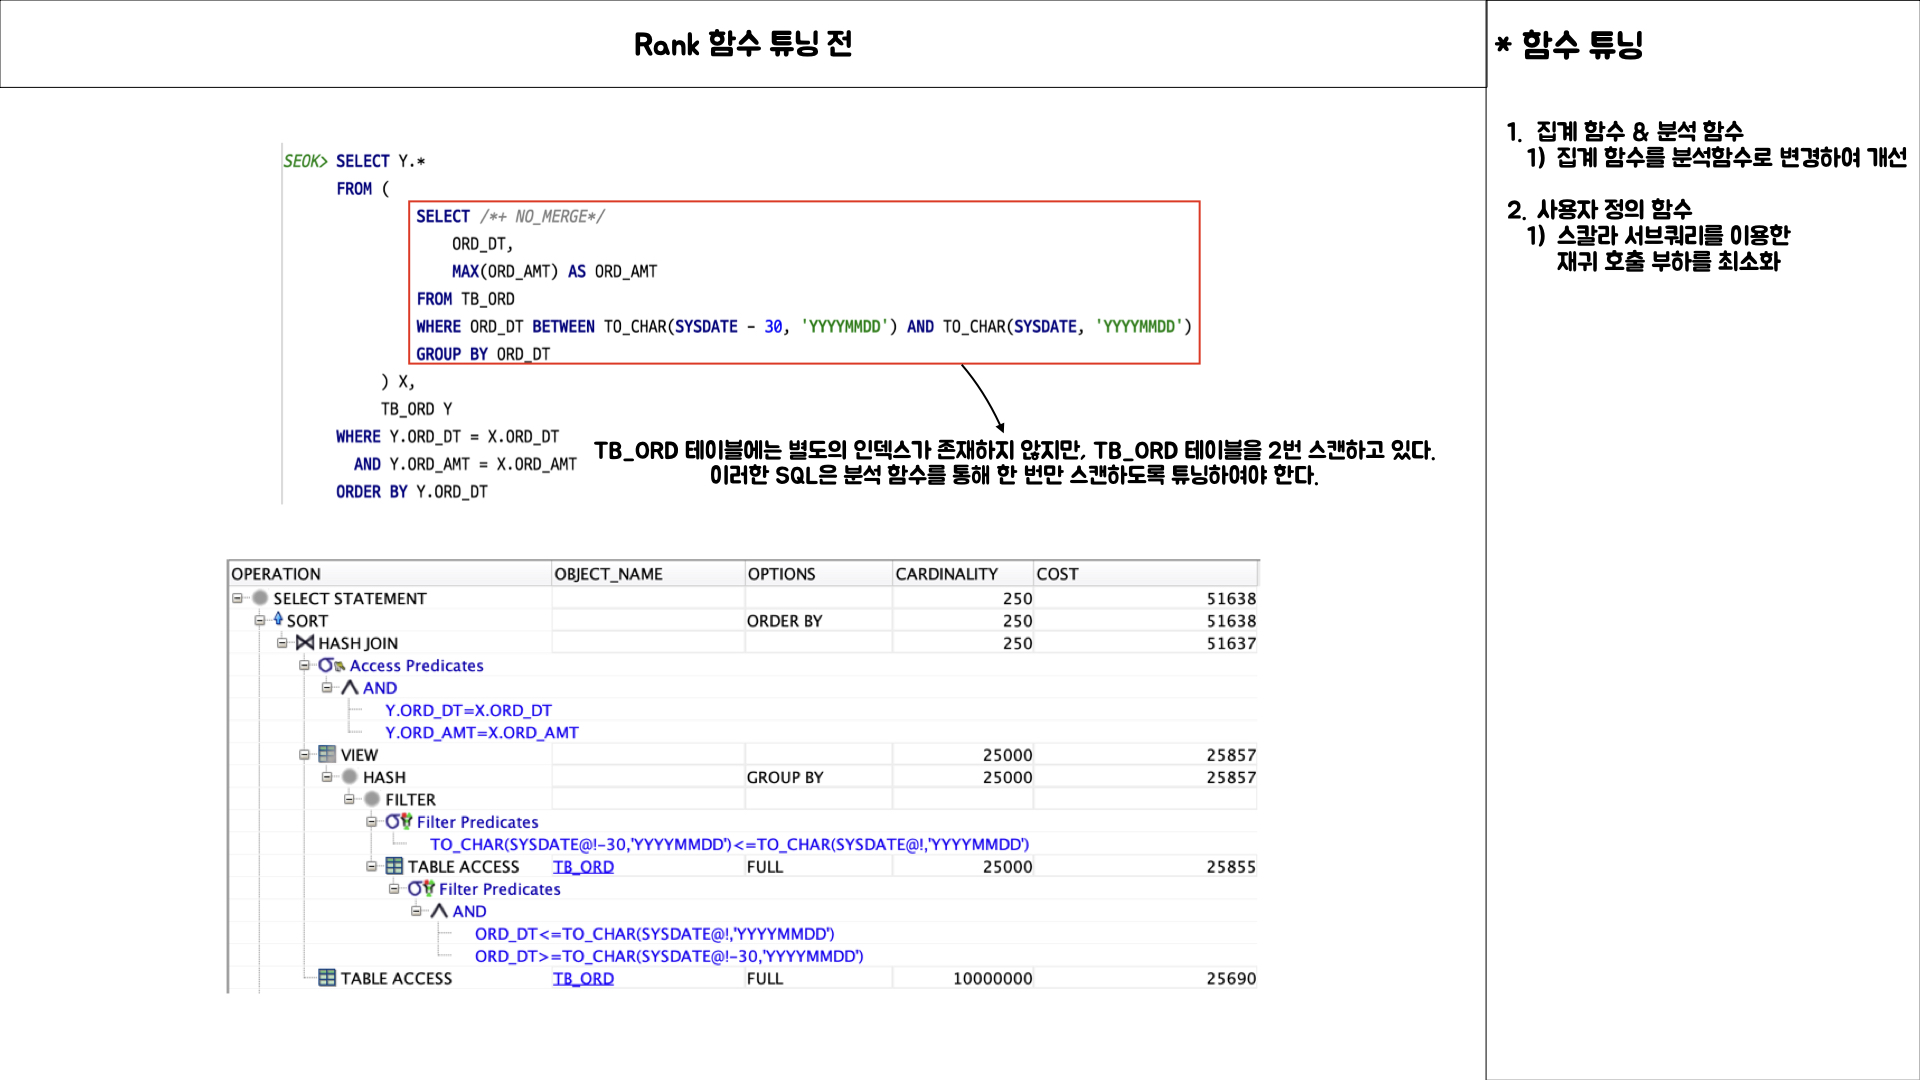 Rank 함수 튜닝 전
* 함수 튜닝
1. 집계 함수 & 분석 함수
1) 집계 함수를 분석함수로 변경하여 개선
2. 사용자 정의 함수
1) 스칼라 서브쿼리를 이용한
재귀 호출 부하를 최소화
SEOK> SELECT Y.*
FROM (
SELECT /*+ NO_MERGE*/
ORD_DT,
MAX(ORD_AMT) AS ORD_AMT
FROM TB_ORD
WHERE ORD_DT BETWEEN TO_CHAR(SYSDATE - 30, 'YYYYMMDD') AND TO_CHAR(SYSDATE, 'YYYYMMDD')
GROUP BY ORD_DT
) X,
TB_ORD Y
WHERE Y.ORD_DT = X.ORD_DT
AND Y.ORD_AMT = X.ORD_AMT
ORDER BY Y.ORD_DT
TB_ORD 테이블에는 별도의 인덱스가 존재하지 않지만, TB_ORD 테이블을 2번 스캔하고 있다.
이러한 SQL은 분석 함수를 통해 한 번만 스캔하도록 튜닝하여야 한다.
OPERATION OBJECT_NAME OPTIONS CARDINALITY COST
SELECT STATEMENT 250 51638
SORT ORDER BY 250 51638
HASH JOIN 250 51637
Access Predicates
AND
Y.ORD_DT=X.ORD_DT
Y.ORD_AMT=X.ORD_AMT
VIEW 25000 25857
HASH GROUP BY 25000 25857
FILTER
Filter Predicates
TO_CHAR(SYSDATE@!-30,'YYYYMMDD')<=TO_CHAR(SYSDATE@!,'YYYYMMDD')
TABLE ACCESS TB_ORD FULL 25000 25855
Filter Predicates
AND
ORD_DT<=TO_CHAR(SYSDATE@!,'YYYYMMDD')
ORD_DT>=TO_CHAR(SYSDATE@!-30,'YYYYMMDD')
TABLE ACCESS TB_ORD FULL 10000000 25690